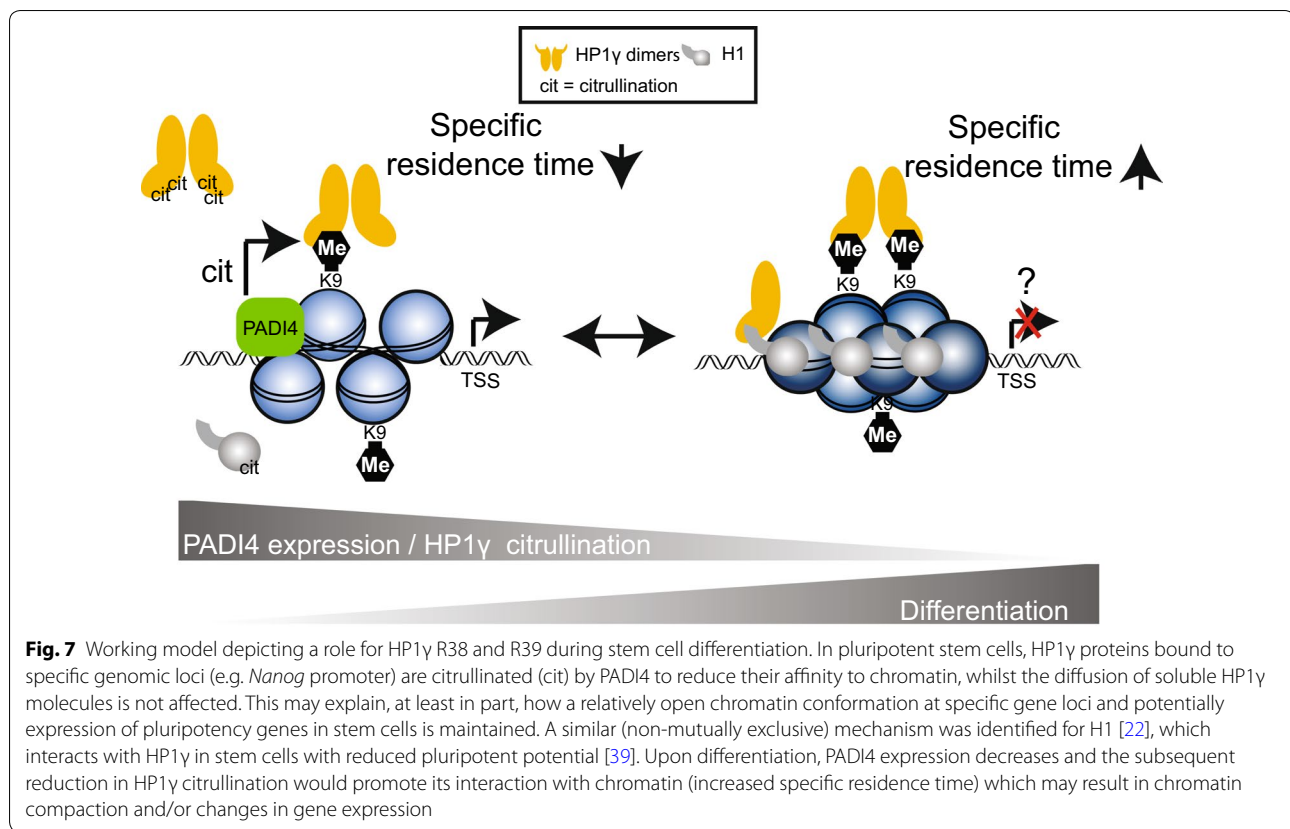 HP1γ dimers H1
cit = citrullination
Specific
residence time
Specific
residence time
cit cit cit
cit
cit
Me
K9
PADI4
TSS
K9
Me
cit
Me Me
K9 K9
?
TSS
K9
Me
PADI4 expression / HP1γ citrullination
Differentiation
Fig. 7 Working model depicting a role for HP1γ R38 and R39 during stem cell differentiation. In pluripotent stem cells, HP1γ proteins bound to
specific genomic loci (e.g. Nanog promoter) are citrullinated (cit) by PADI4 to reduce their affinity to chromatin, whilst the diffusion of soluble HP1γ
molecules is not affected. This may explain, at least in part, how a relatively open chromatin conformation at specific gene loci and potentially
expression of pluripotency genes in stem cells is maintained. A similar (non-mutually exclusive) mechanism was identified for H1 [22], which
interacts with HP1γ in stem cells with reduced pluripotent potential [39]. Upon differentiation, PADI4 expression decreases and the subsequent
reduction in HP1γ citrullination would promote its interaction with chromatin (increased specific residence time) which may result in chromatin
compaction and/or changes in gene expression